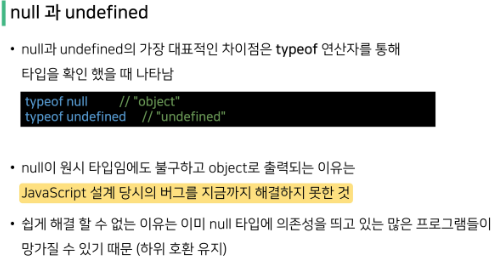 null 과 undefined
• null과 undefined의 가장 대표적인 차이점은 typeof 연산자를 통해
타입을 확인 했을 때 나타남
typeof null // "object"
typeof undefined // "undefined"
• null이 원시 타입임에도 불구하고 object로 출력되는 이유는
JavaScript 설계 당시의 버그를 지금까지 해결하지 못한 것
• 쉽게 해결 할 수 없는 이유는 이미 null 타입에 의존성을 띄고 있는 많은 프로그램들이
망가질 수 있기 때문 (하위 호환 유지)